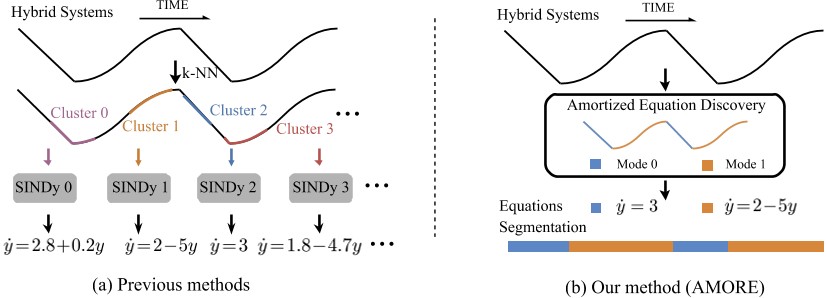 Hybrid Systems
TIME
k-NN
Cluster 0
Cluster 1
Cluster 2
Cluster 3
...
SINDy 0
SINDy 1
SINDy 2
SINDy 3
...
ẏ=2.8+0.2y
ẏ=2−5y
ẏ=3
ẏ=1.8−4.7y
...
(a) Previous methods
Hybrid Systems
TIME
Amortized Equation Discovery
Mode 0
Mode 1
Equations
ẏ = 3
ẏ=2−5y
Segmentation
(b) Our method (AMORE)